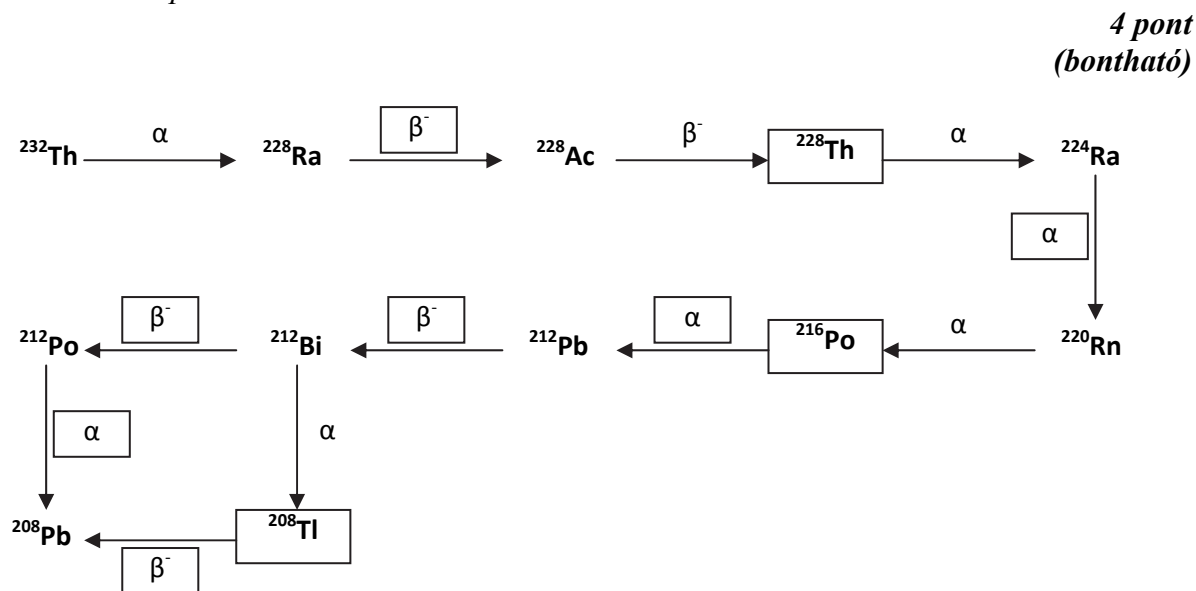 4 pont
(bontható)
α β⁻ β⁻ α
²³²Th ²²⁸Ra ²²⁸Ac ²²⁸Th ²²⁴Ra
α
β⁻ β⁻ α α
²¹²Po ²¹²Bi ²¹²Pb ²¹⁶Po ²²⁰Rn
α α
²⁰⁸Pb ²⁰⁸Tl
β⁻